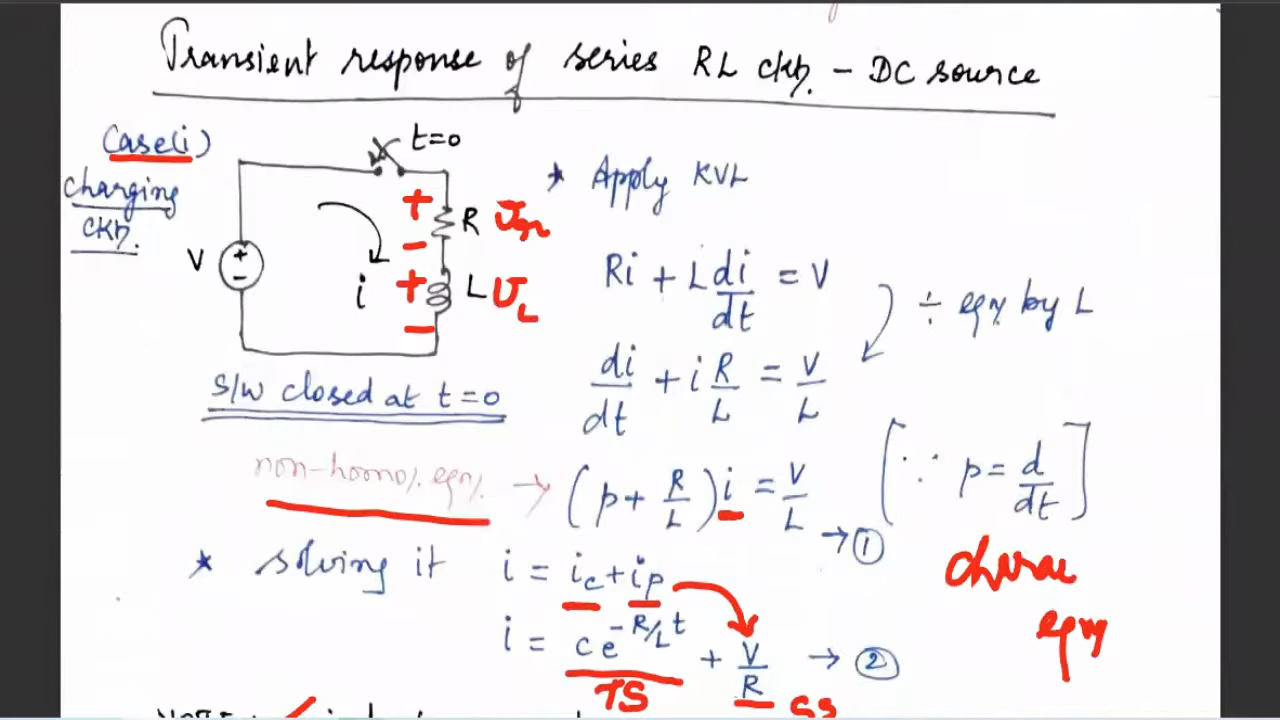 Transient response of series RL ckt. – DC source
Case(i)
charging
ckt.
t=0
+
R
–
+
L
–
V
+
–
i
S/W closed at t=0
* Apply KVL
Ri + L di/dt = V
÷ eqn by L
di/dt + i R/L = V/L
non-homo. eqn. → (p + R/L) i = V/L → ①
[∵ p = d/dt]
charac
eqn
* solving it i = ic + ip
i = c e^(-R/L t) + V/R → ②
TS
SS